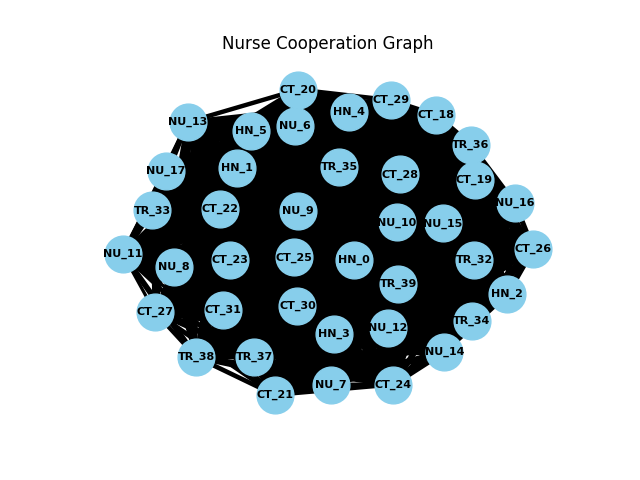 Nurse Cooperation Graph
CT_20
CT_29
HN_4
CT_18
NU_13
NU_6
HN_5
TR_36
TR_35
HN_1
NU_17
CT_28
CT_19
NU_16
CT_22
TR_33
NU_9
NU_10
NU_15
CT_26
NU_11
CT_25
CT_23
HN_0
TR_32
NU_8
TR_39
HN_2
CT_30
CT_31
CT_27
TR_34
NU_12
HN_3
NU_14
TR_38
TR_37
NU_7
CT_24
CT_21